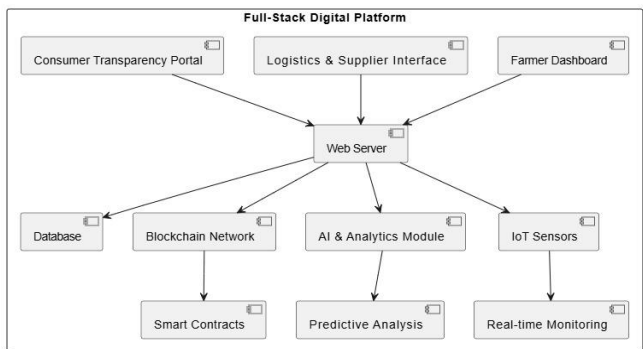 Full-Stack Digital Platform
Consumer Transparency Portal
Logistics & Supplier Interface
Farmer Dashboard
Web Server
Database
Blockchain Network
AI & Analytics Module
IoT Sensors
Smart Contracts
Predictive Analysis
Real-time Monitoring